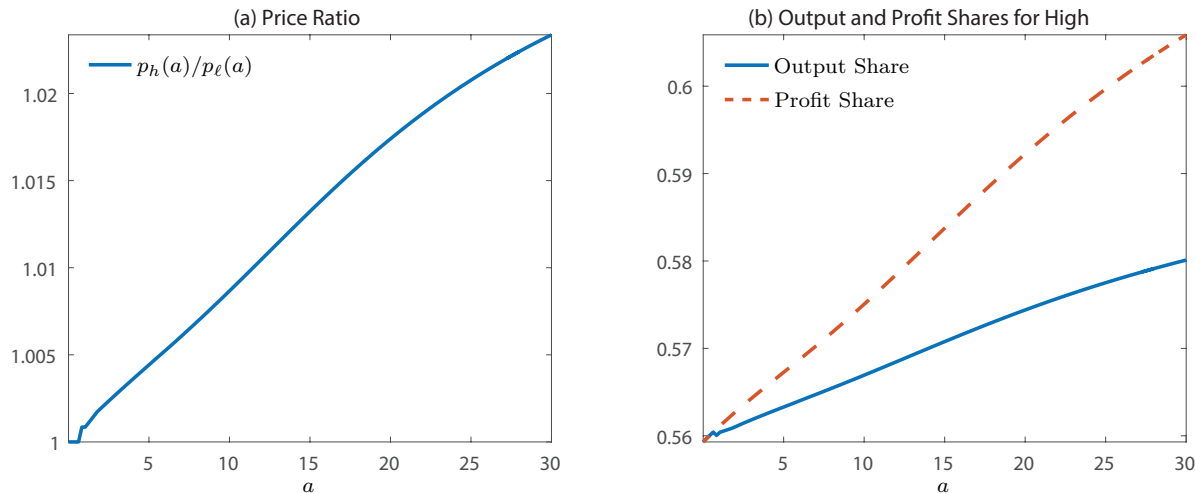 (a) Price Ratio
p_h(a)/p_ℓ(a)
1.02
1.015
1.01
1.005
1
5 10 15 20 25 30
a
(b) Output and Profit Shares for High
Output Share
Profit Share
0.6
0.59
0.58
0.57
0.56
5 10 15 20 25 30
a